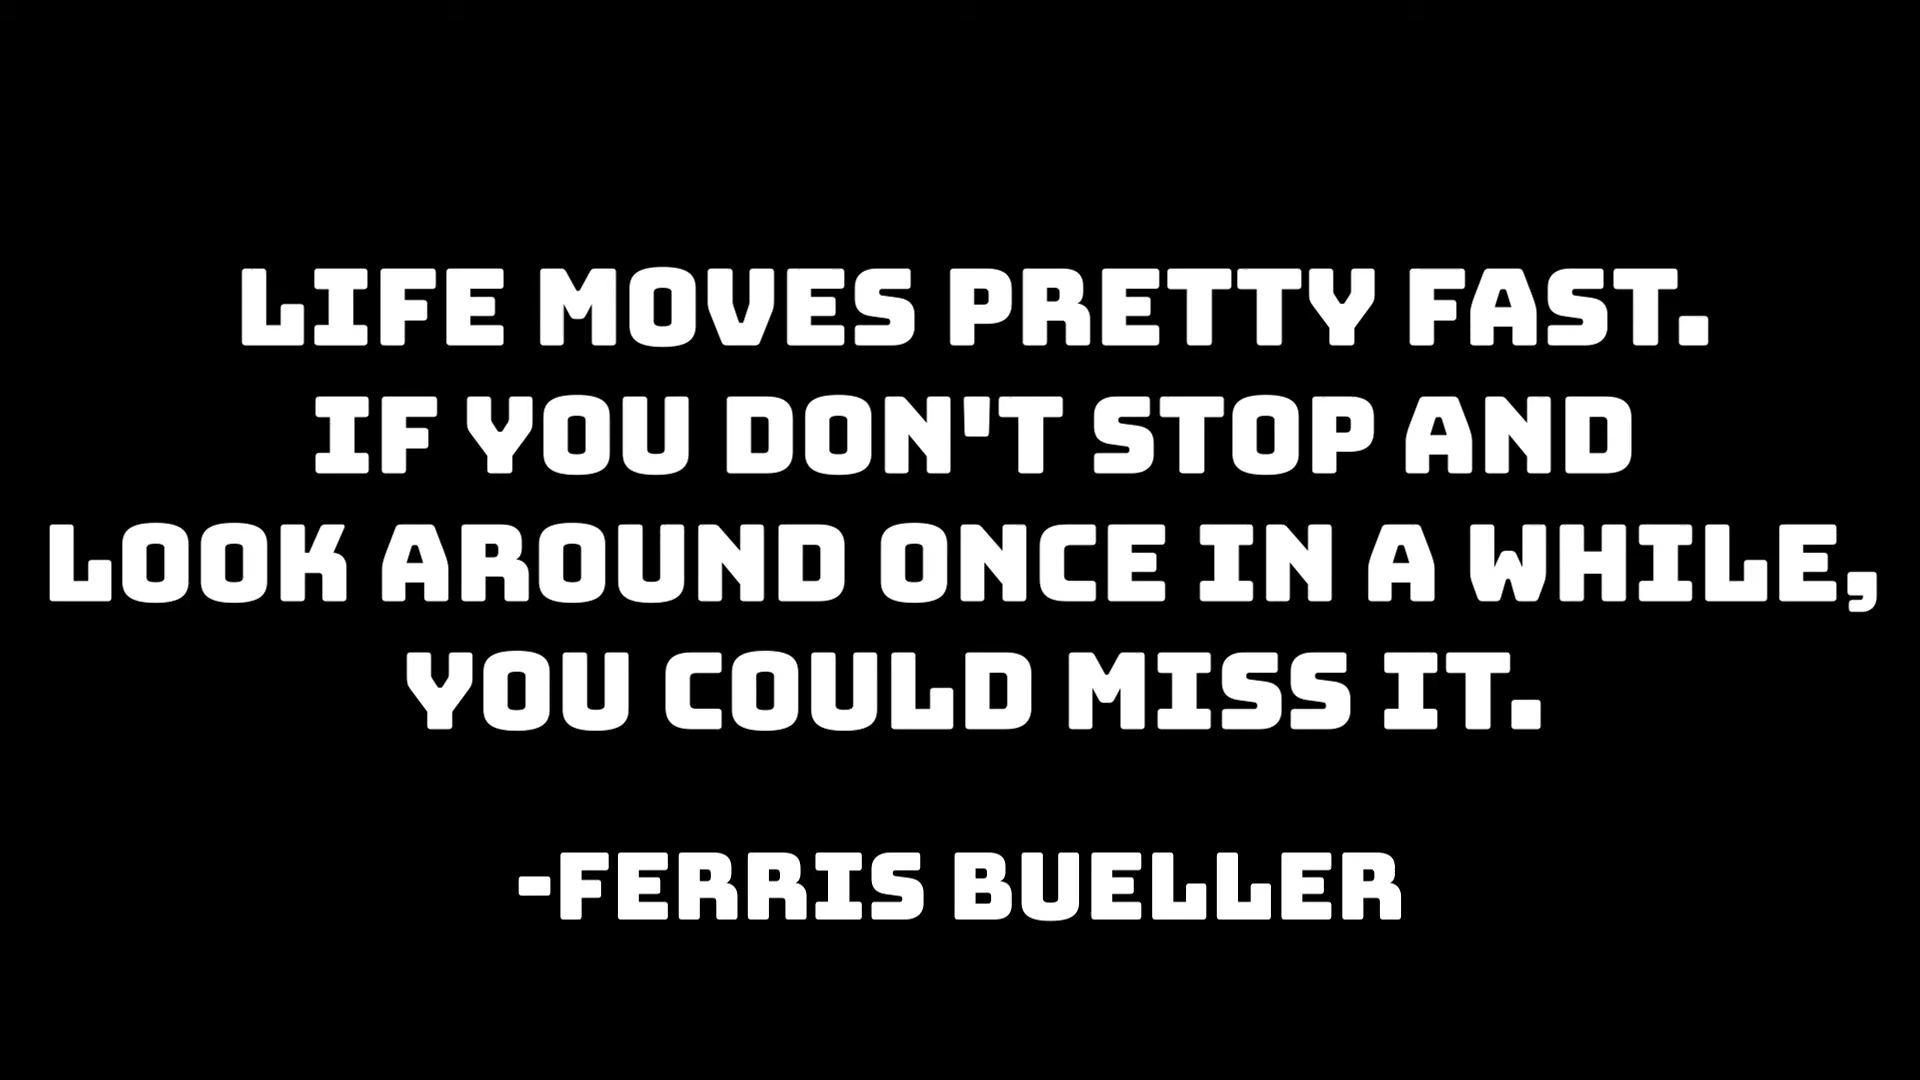 LIFE MOVES PRETTY FAST.
IF YOU DON'T STOP AND
LOOK AROUND ONCE IN A WHILE,
YOU COULD MISS IT.
-FERRIS BUELLER